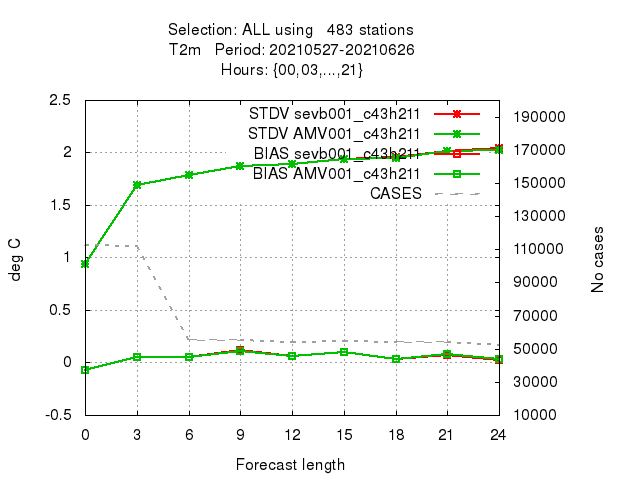 Selection: ALL using   483 stations
T2m   Period: 20210527-20210626
Hours: {00,03,...,21}
STDV sevb001_c43h211
STDV AMV001_c43h211
BIAS sevb001_c43h211
BIAS AMV001_c43h211
CASES
2.5
2
1.5
1
0.5
0
-0.5
deg C
190000
170000
150000
130000
110000
90000
70000
50000
30000
10000
No cases
0 3 6 9 12 15 18 21 24
Forecast length